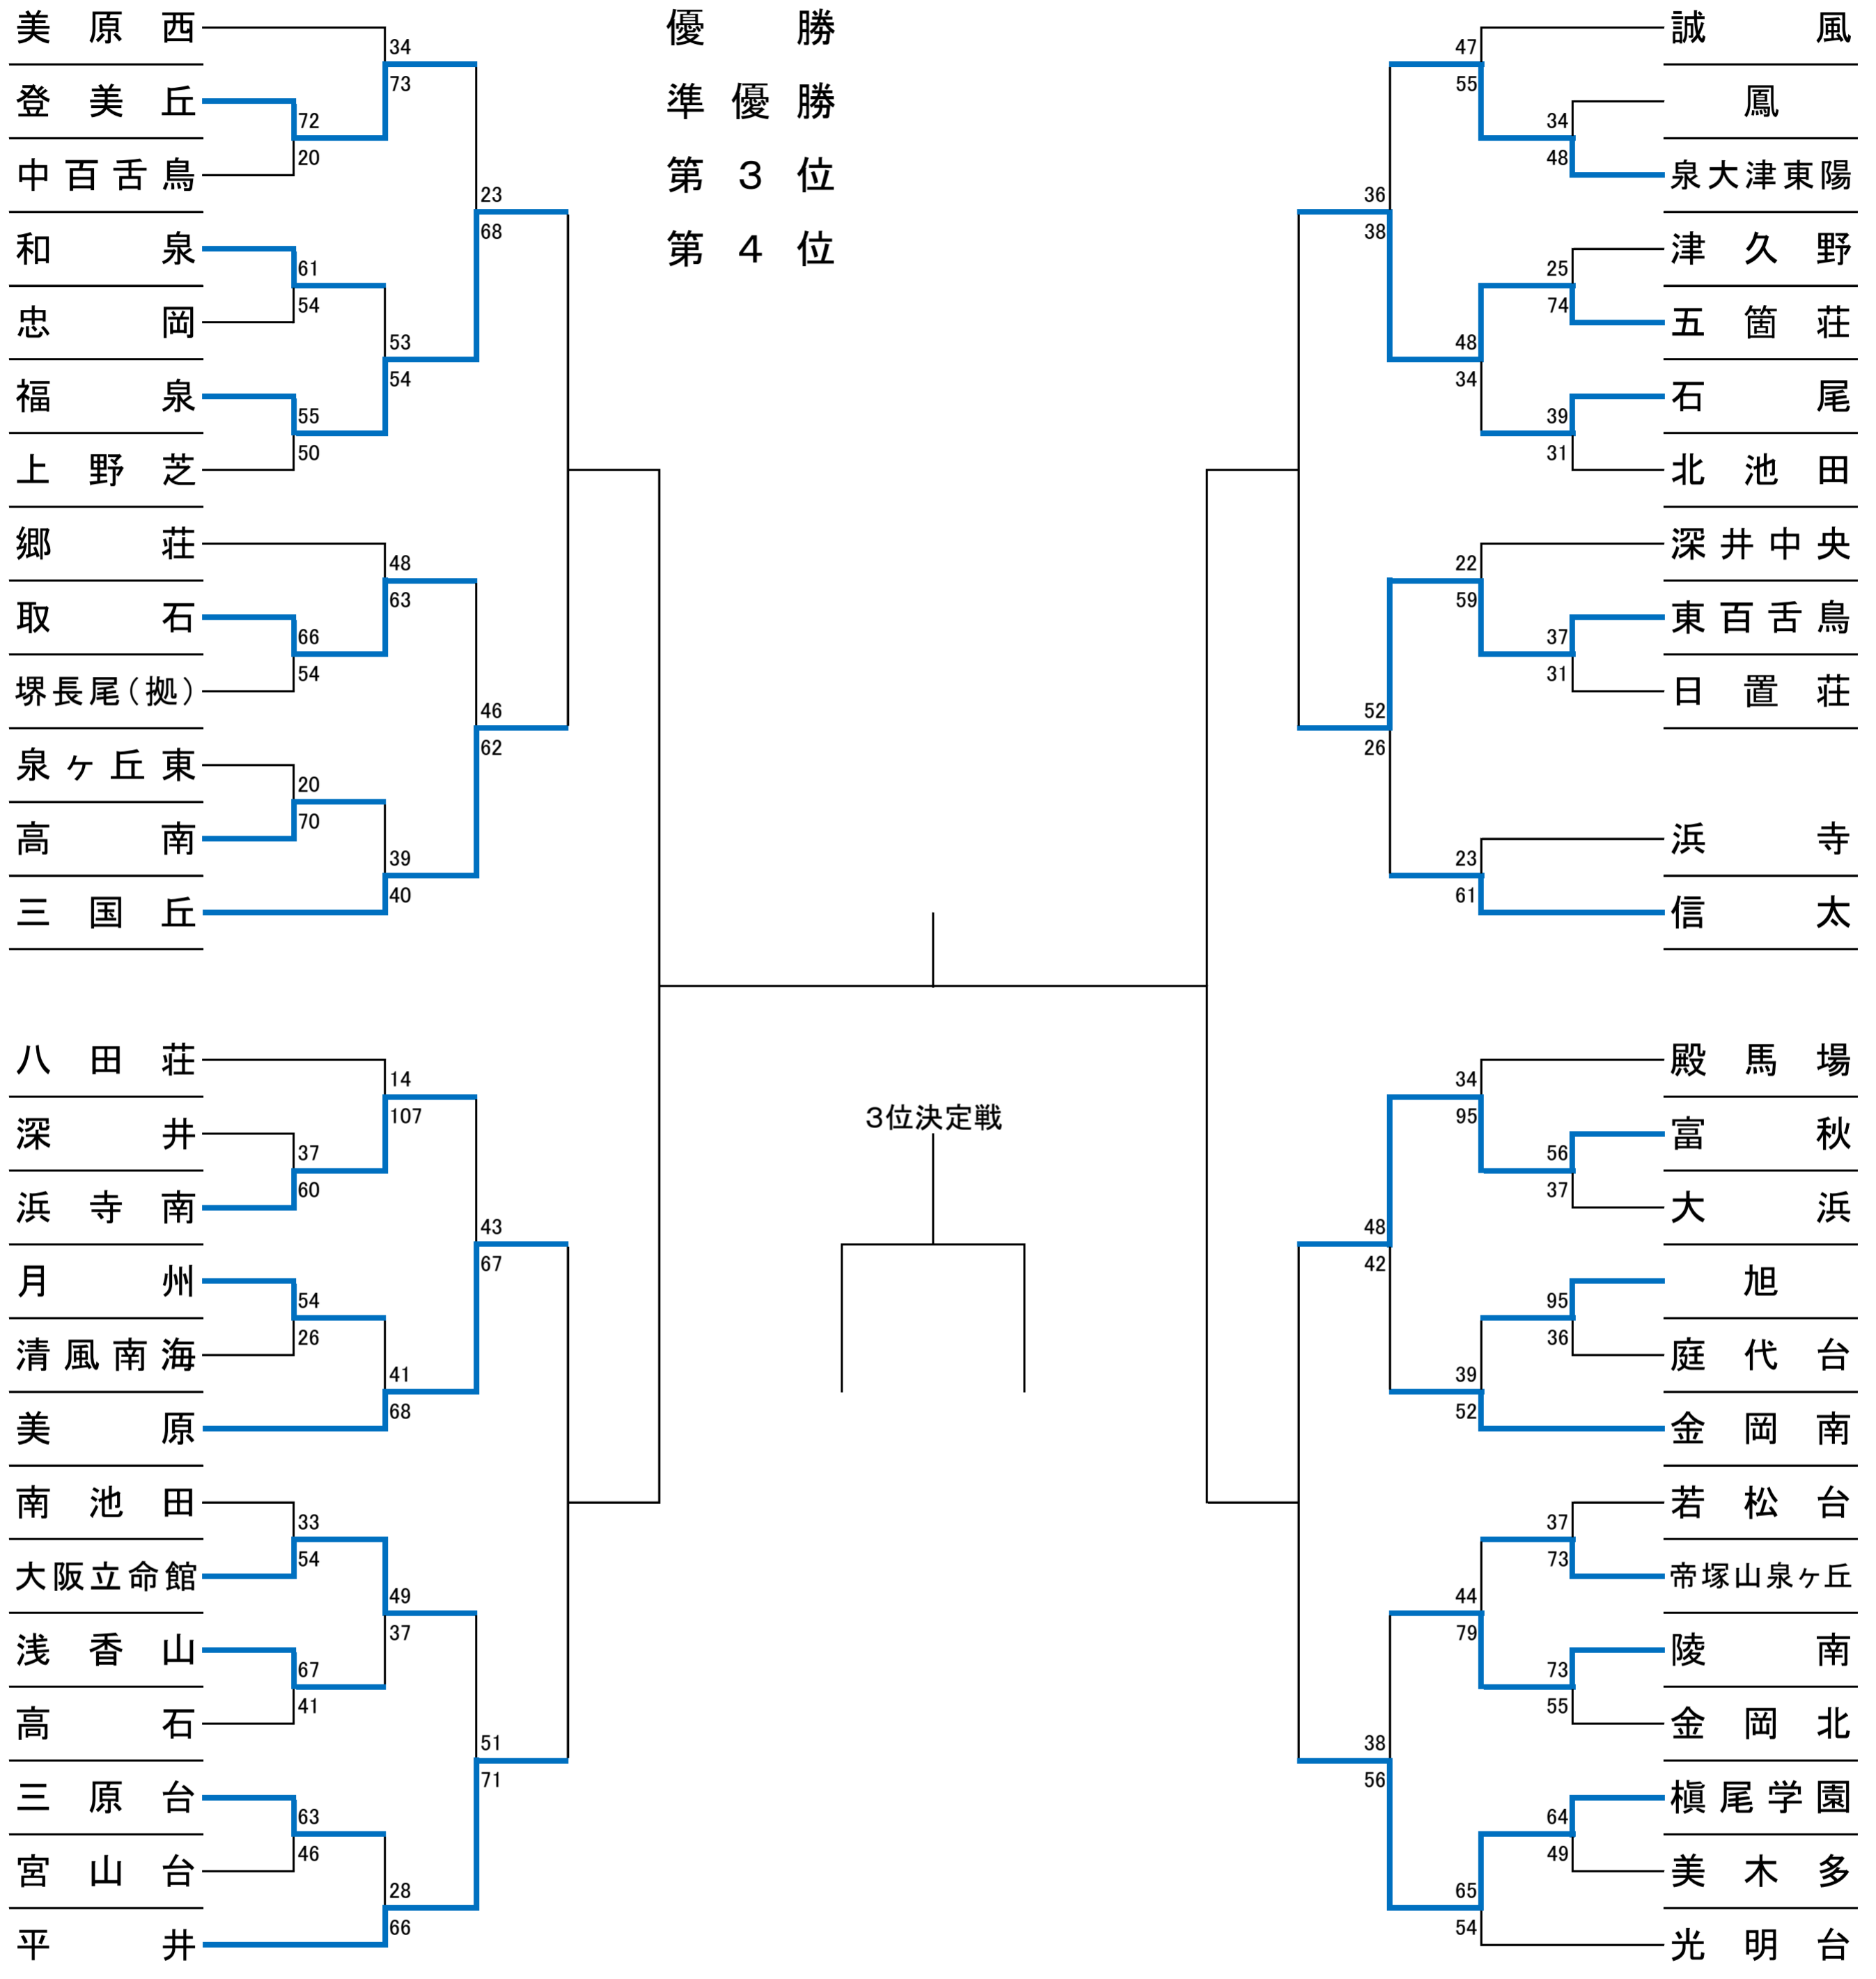 美原西
34
73
登美丘
72
20
中百舌鳥
23
68
和泉
61
54
忠岡
53
54
福泉
55
50
上野芝
郷荘
48
63
取石
66
54
堺長尾(拠)
46
62
泉ヶ丘東
20
70
高南
39
40
三国丘
八田荘
14
107
深井
37
60
浜寺南
43
67
月州
54
26
清風南海
41
68
美原
南池田
33
54
大阪立命館
49
37
浅香山
67
41
高石
51
71
三原台
63
46
宮山台
28
66
平井
優勝
準優勝
第3位
第4位
3位決定戦
誠風
47
55
鳳
34
48
泉大津東陽
36
38
津久野
25
74
五箇荘
48
34
石尾
39
31
北池田
深井中央
22
59
東百舌鳥
37
31
日置荘
52
26
浜寺
23
61
信太
殿馬場
34
95
富秋
56
37
大浜
48
42
旭
95
36
庭代台
39
52
金岡南
若松台
37
73
帝塚山泉ヶ丘
44
79
陵南
73
55
金岡北
38
56
槇尾学園
64
49
美木多
65
54
光明台